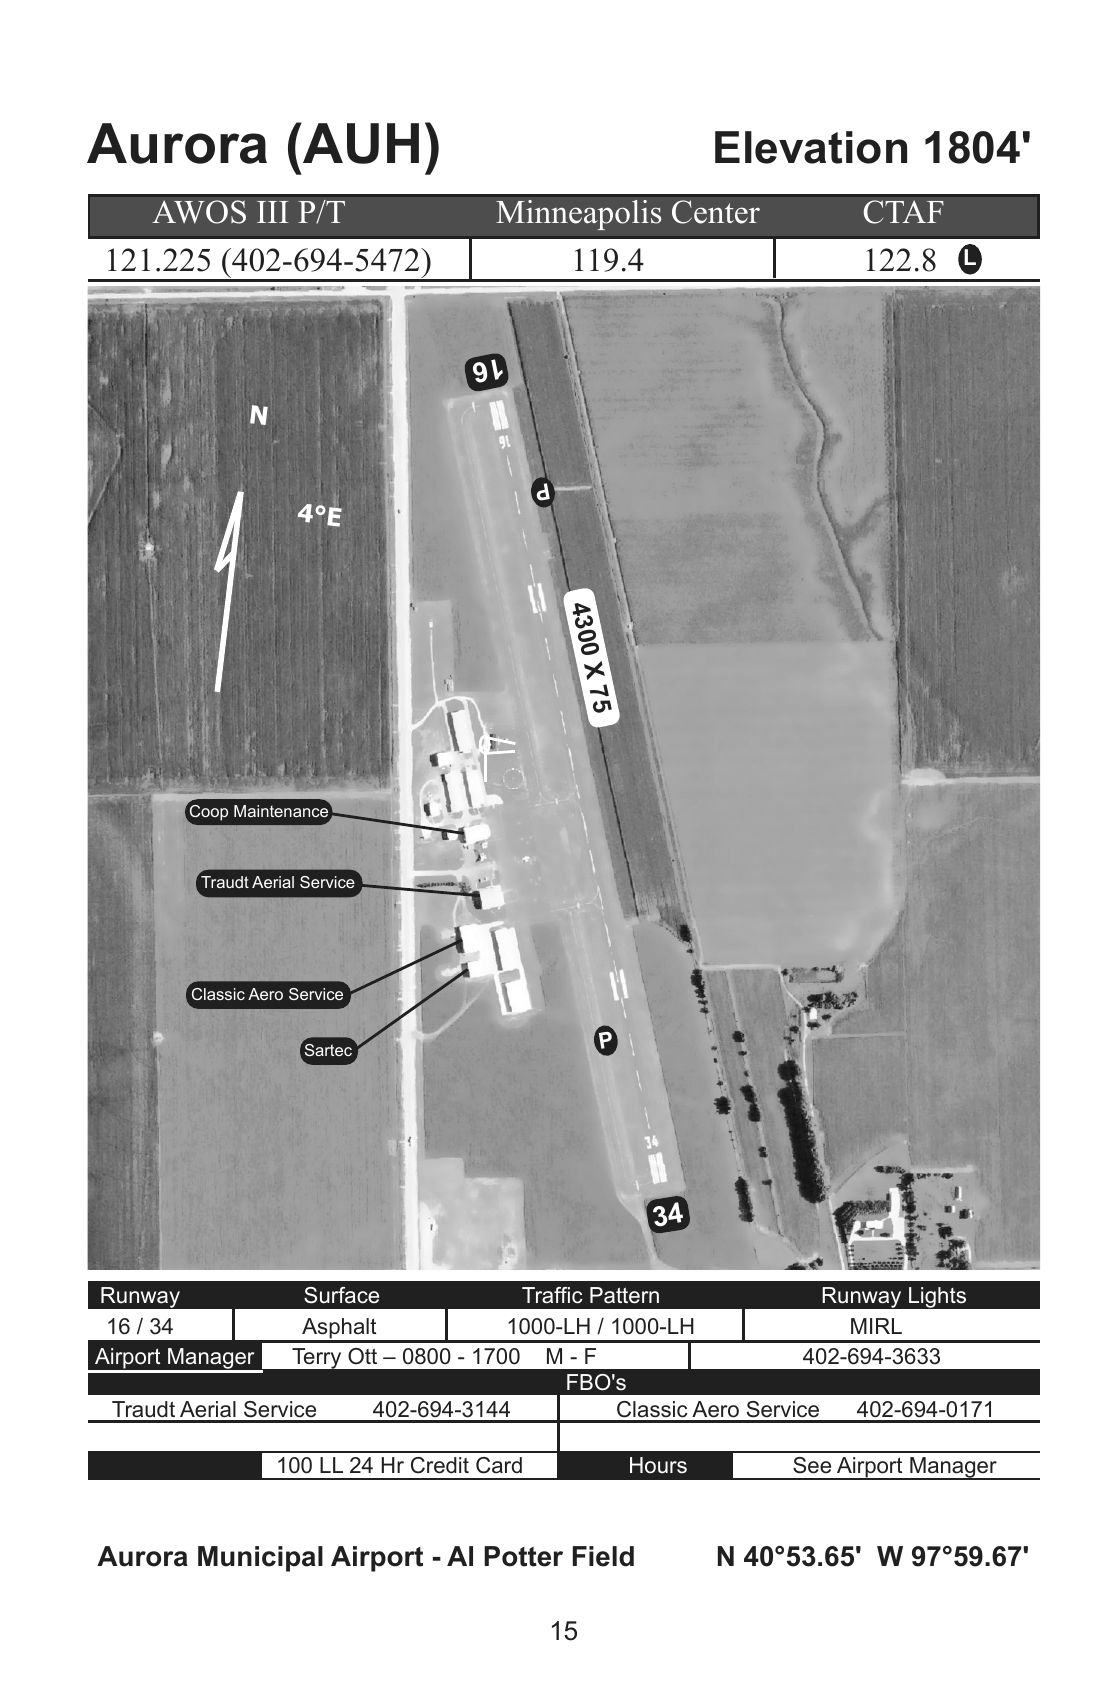 Aurora (AUH) Elevation 1804'
AWOS III P/T Minneapolis Center CTAF
121.225 (402-694-5472) 119.4 122.8 L
16
16
N
P
4°E
4300 X 75
Coop Maintenance
Traudt Aerial Service
Classic Aero Service
P
Sartec
34
34
Runway Surface Traffic Pattern Runway Lights
16 / 34 Asphalt 1000-LH / 1000-LH MIRL
Airport Manager Terry Ott – 0800 - 1700 M - F 402-694-3633
FBO's
Traudt Aerial Service 402-694-3144 Classic Aero Service 402-694-0171
100 LL 24 Hr Credit Card Hours See Airport Manager
Aurora Municipal Airport - Al Potter Field N 40°53.65' W 97°59.67'
15